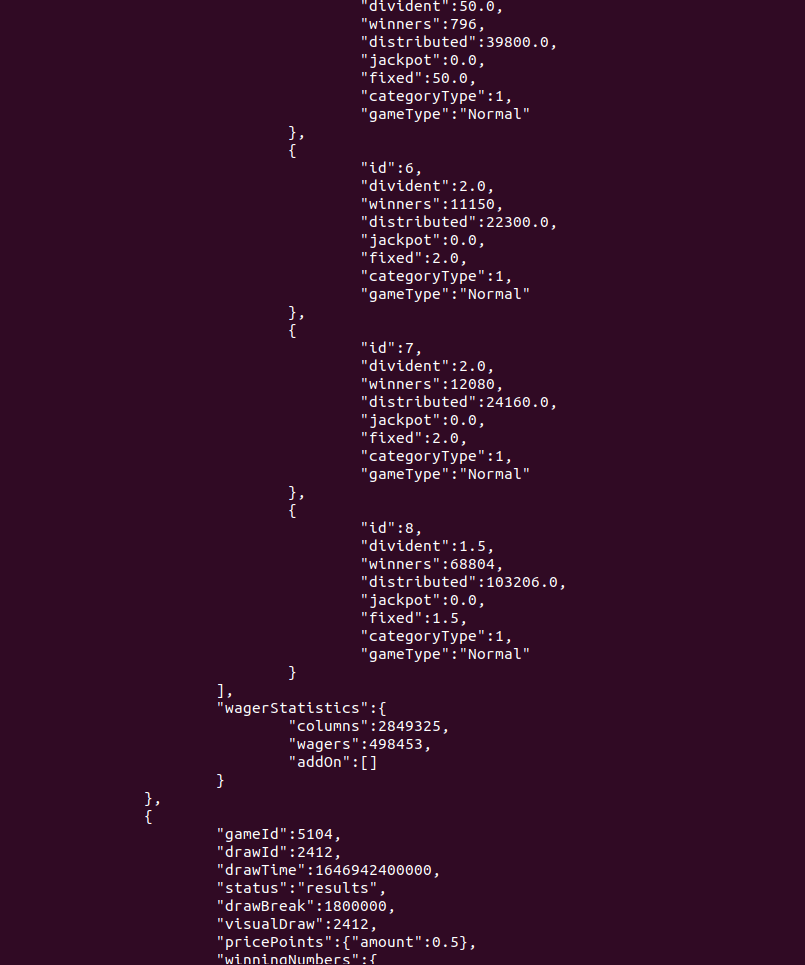 "divident":50.0,
"winners":796,
"distributed":39800.0,
"jackpot":0.0,
"fixed":50.0,
"categoryType":1,
"gameType":"Normal"
},
{
"id":6,
"divident":2.0,
"winners":11150,
"distributed":22300.0,
"jackpot":0.0,
"fixed":2.0,
"categoryType":1,
"gameType":"Normal"
},
{
"id":7,
"divident":2.0,
"winners":12080,
"distributed":24160.0,
"jackpot":0.0,
"fixed":2.0,
"categoryType":1,
"gameType":"Normal"
},
{
"id":8,
"divident":1.5,
"winners":68804,
"distributed":103206.0,
"jackpot":0.0,
"fixed":1.5,
"categoryType":1,
"gameType":"Normal"
}
],
"wagerStatistics":{
"columns":2849325,
"wagers":498453,
"addOn":[]
}
},
{
"gameId":5104,
"drawId":2412,
"drawTime":1646942400000,
"status":"results",
"drawBreak":1800000,
"visualDraw":2412,
"pricePoints":{"amount":0.5},
"winningNumbers":{